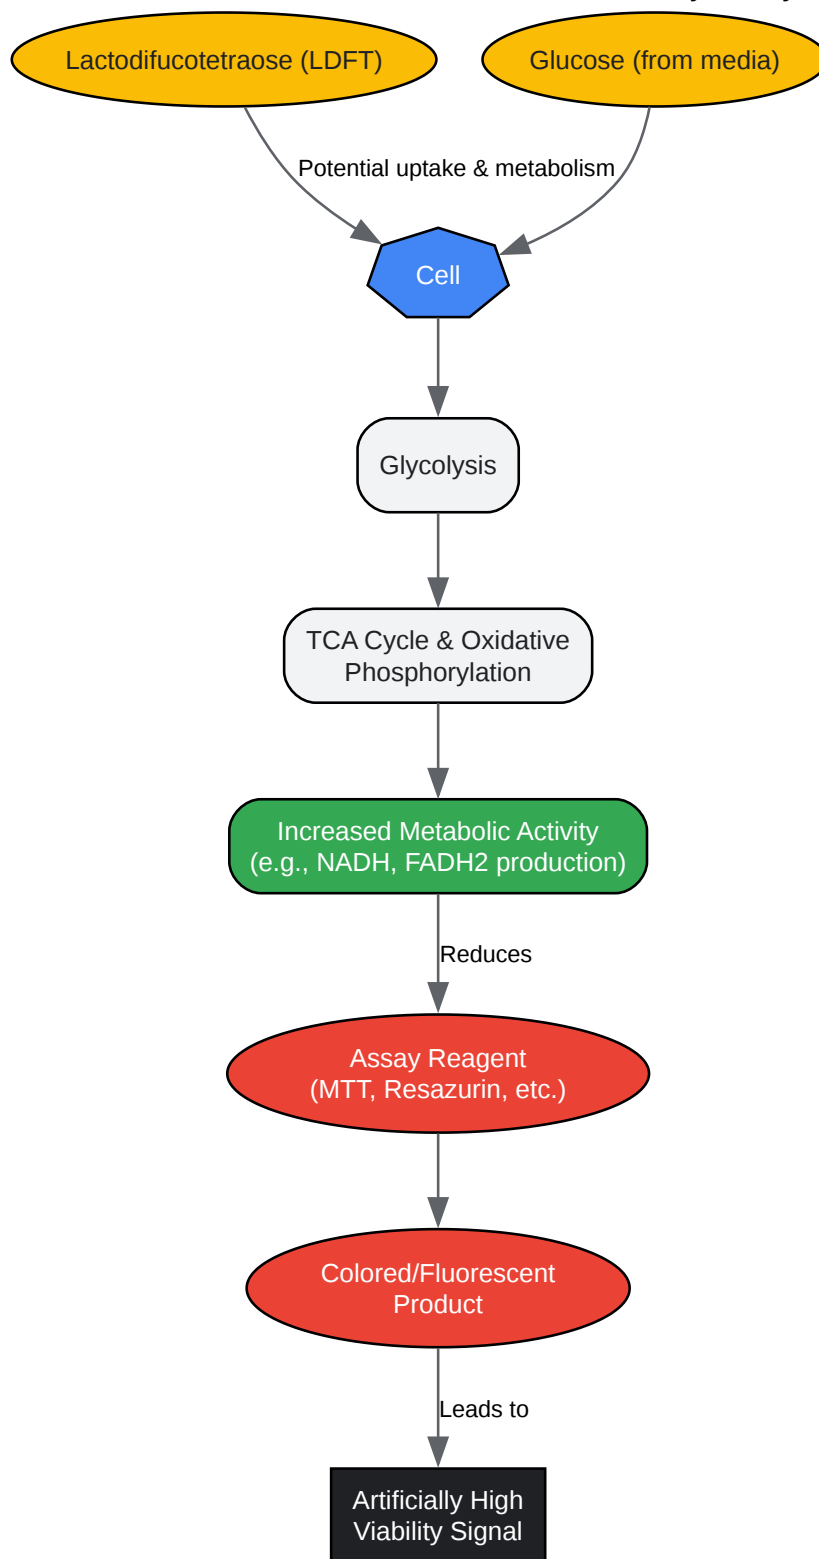 Lactodifucotetraose (LDFT)
Glucose (from media)
Potential uptake & metabolism
Cell
Glycolysis
TCA Cycle & Oxidative
Phosphorylation
Increased Metabolic Activity
(e.g., NADH, FADH2 production)
Reduces
Assay Reagent
(MTT, Resazurin, etc.)
Colored/Fluorescent
Product
Leads to
Artificially High
Viability Signal